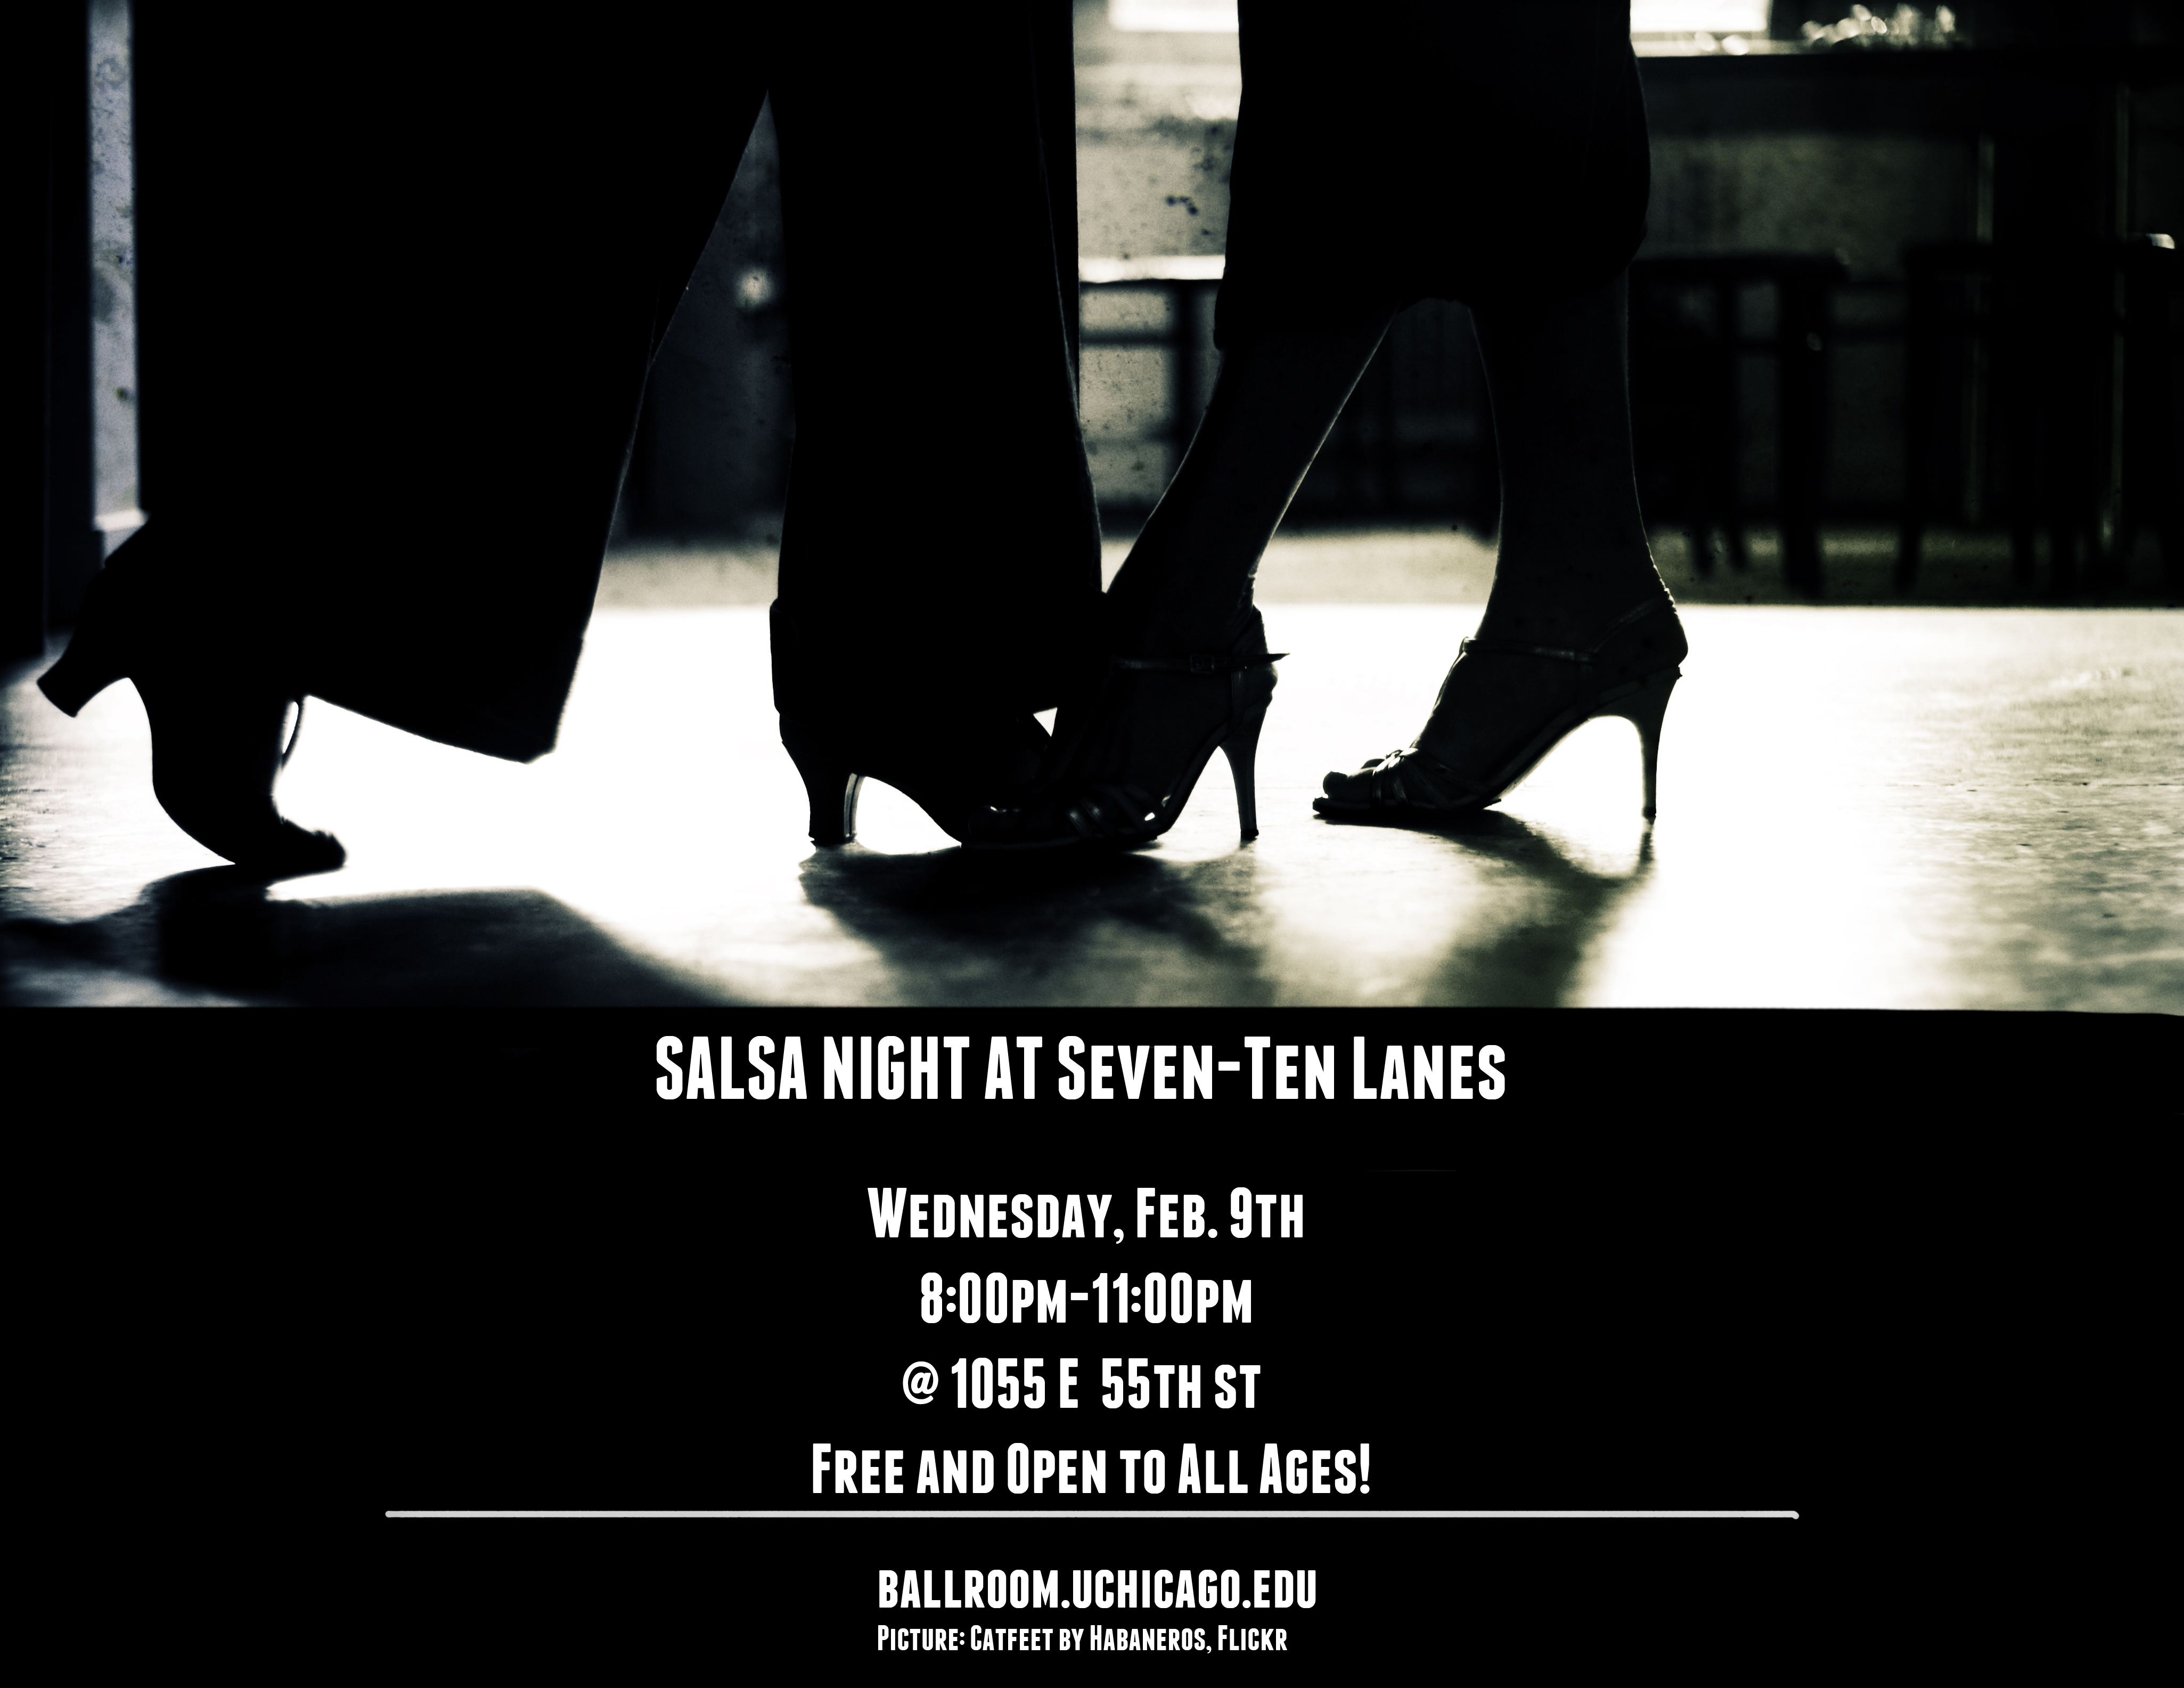 SALSA NIGHT AT SEVEN-TEN LANES
WEDNESDAY, FEB. 9TH
8:00PM-11:00PM
@ 1055 E 55TH ST
FREE AND OPEN TO ALL AGES!
BALLROOM.UCHICAGO.EDU
PICTURE: CATFEET BY HABANEROS, FLICKR